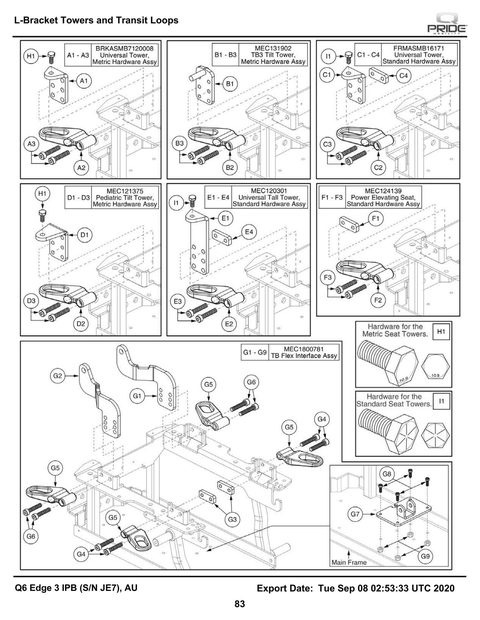 L-Bracket Towers and Transit Loops
Q
PRIDE
H1
A1 - A3
BRKASMB7120008
Universal Tower,
Metric Hardware Assy
A1
A3
A2
B1 - B3
MEC131902
TB3 Tilt Tower,
Metric Hardware Assy
B1
B3
B2
I1
C1 - C4
FRMASMB16171
Universal Tower,
Standard Hardware Assy
C1
C4
C3
C2
H1
D1 - D3
MEC121375
Pediatric Tilt Tower,
Metric Hardware Assy
D1
D3
D2
I1
E1 - E4
MEC120301
Universal Tall Tower,
Standard Hardware Assy
E1
E4
E3
E2
F1 - F3
MEC124139
Power Elevating Seat,
Standard Hardware Assy
F1
F3
F2
Hardware for the
Metric Seat Towers.
H1
10.9
10.9
Hardware for the
Standard Seat Towers.
I1
G1 - G9
MEC1800781
TB Flex Interface Assy
G2
G1
G5
G6
G5
G4
G5
G6
G5
G4
G3
G8
G7
G9
Main Frame
Q6 Edge 3 IPB (S/N JE7), AU
Export Date: Tue Sep 08 02:53:33 UTC 2020
83